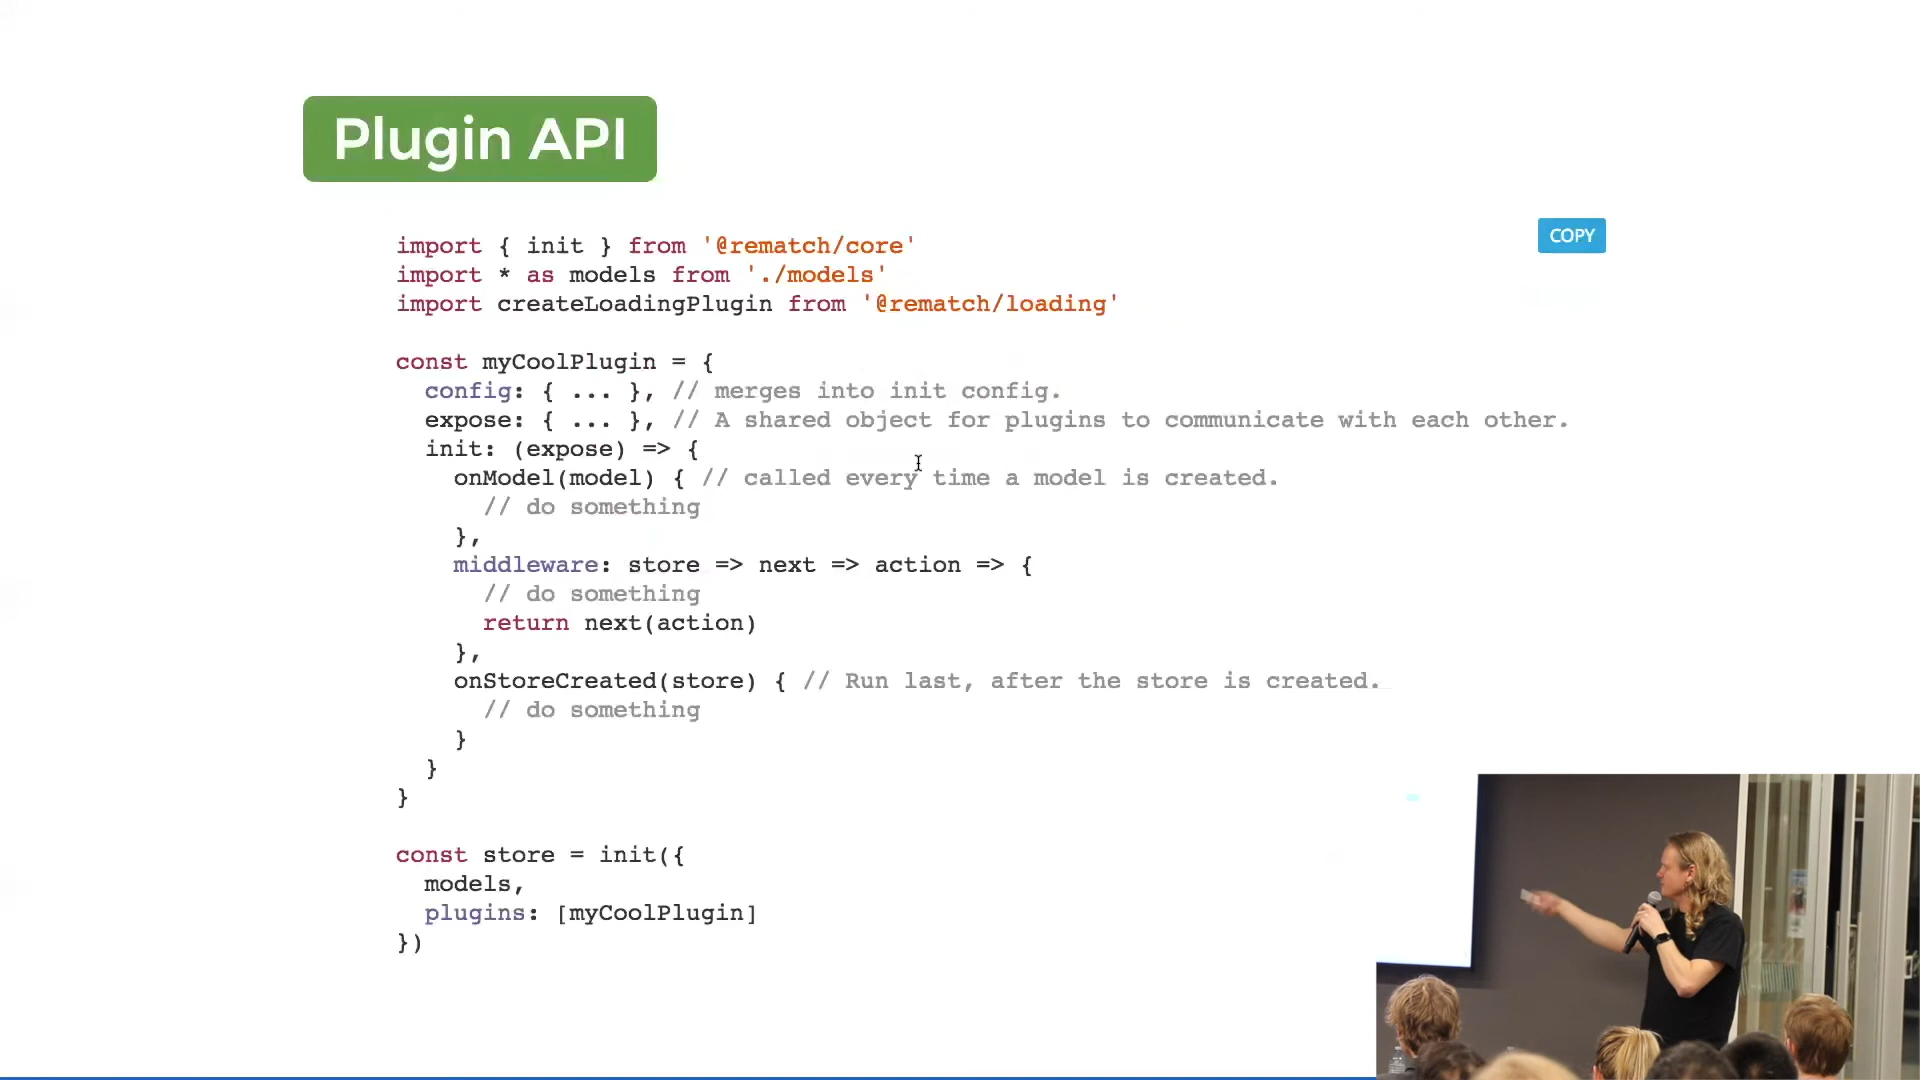 Plugin API
COPY
import { init } from '@rematch/core'
import * as models from './models'
import createLoadingPlugin from '@rematch/loading'
const myCoolPlugin = {
  config: { ... }, // merges into init config.
  expose: { ... }, // A shared object for plugins to communicate with each other.
  init: (expose) => {
    onModel(model) { // called every time a model is created.
      // do something
    },
    middleware: store => next => action => {
      // do something
      return next(action)
    },
    onStoreCreated(store) { // Run last, after the store is created.
      // do something
    }
  }
}
const store = init({
  models,
  plugins: [myCoolPlugin]
})